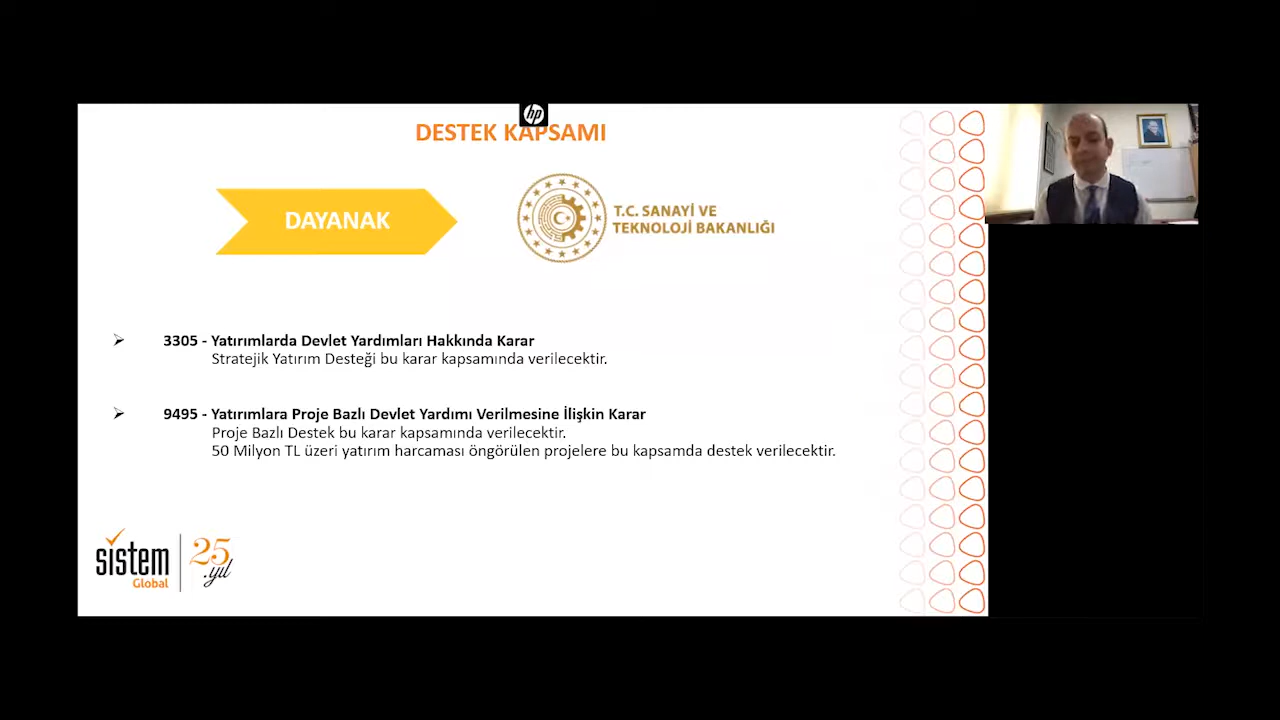 hp
DESTEK KAPSAMI
DAYANAK
T.C. SANAYİ VE
TEKNOLOJİ BAKANLIĞI
3305 - Yatırımlarda Devlet Yardımları Hakkında Karar
Stratejik Yatırım Desteği bu karar kapsamında verilecektir.
9495 - Yatırımlara Proje Bazlı Devlet Yardımı Verilmesine İlişkin Karar
Proje Bazlı Destek bu karar kapsamında verilecektir.
50 Milyon TL üzeri yatırım harcaması öngörülen projelere bu kapsamda destek verilecektir.
sistem
Global
25
.yıl